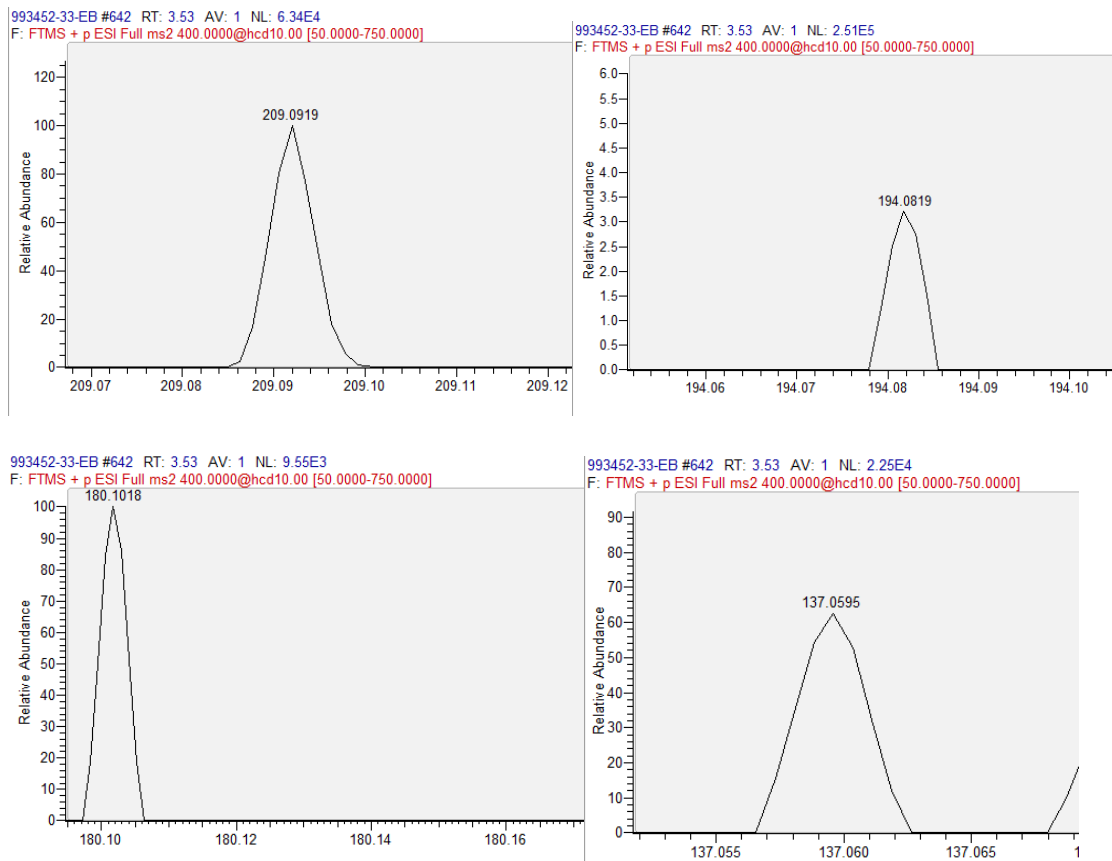 993452-33-EB #642 RT: 3.53 AV: 1 NL: 6.34E4
F: FTMS + p ESI Full ms2 400.0000@hcd10.00 [50.0000-750.0000]
209.0919
120
100
80
60
40
20
0
Relative Abundance
209.07 209.08 209.09 209.10 209.11 209.12
993452-33-EB #642 RT: 3.53 AV: 1 NL: 2.51E5
F: FTMS + p ESI Full ms2 400.0000@hcd10.00 [50.0000-750.0000]
194.0819
6.0
5.5
5.0
4.5
4.0
3.5
3.0
2.5
2.0
1.5
1.0
0.5
0.0
Relative Abundance
194.06 194.07 194.08 194.09 194.10
993452-33-EB #642 RT: 3.53 AV: 1 NL: 9.55E3
F: FTMS + p ESI Full ms2 400.0000@hcd10.00 [50.0000-750.0000]
180.1018
100
90
80
70
60
50
40
30
20
10
0
Relative Abundance
180.10 180.12 180.14 180.16
993452-33-EB #642 RT: 3.53 AV: 1 NL: 2.25E4
F: FTMS + p ESI Full ms2 400.0000@hcd10.00 [50.0000-750.0000]
137.0595
90
80
70
60
50
40
30
20
10
0
Relative Abundance
137.055 137.060 137.065